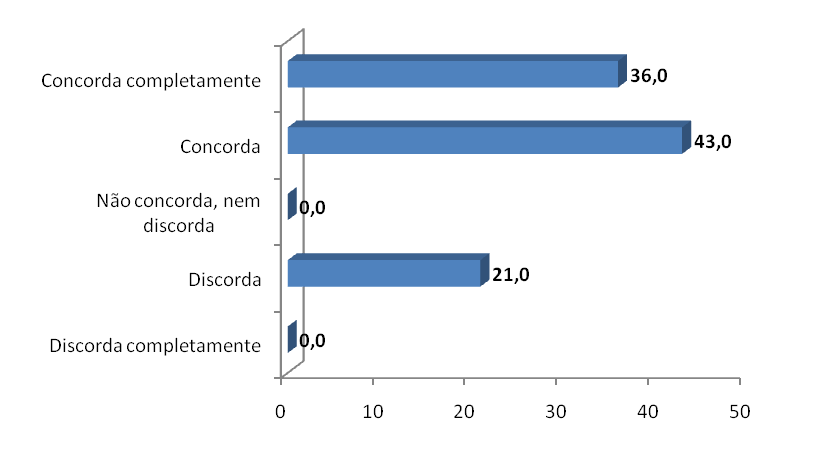 Concorda completamente
36,0
Concorda
43,0
Não concorda, nem
discorda
0,0
Discorda
21,0
Discorda completamente
0,0
0 10 20 30 40 50